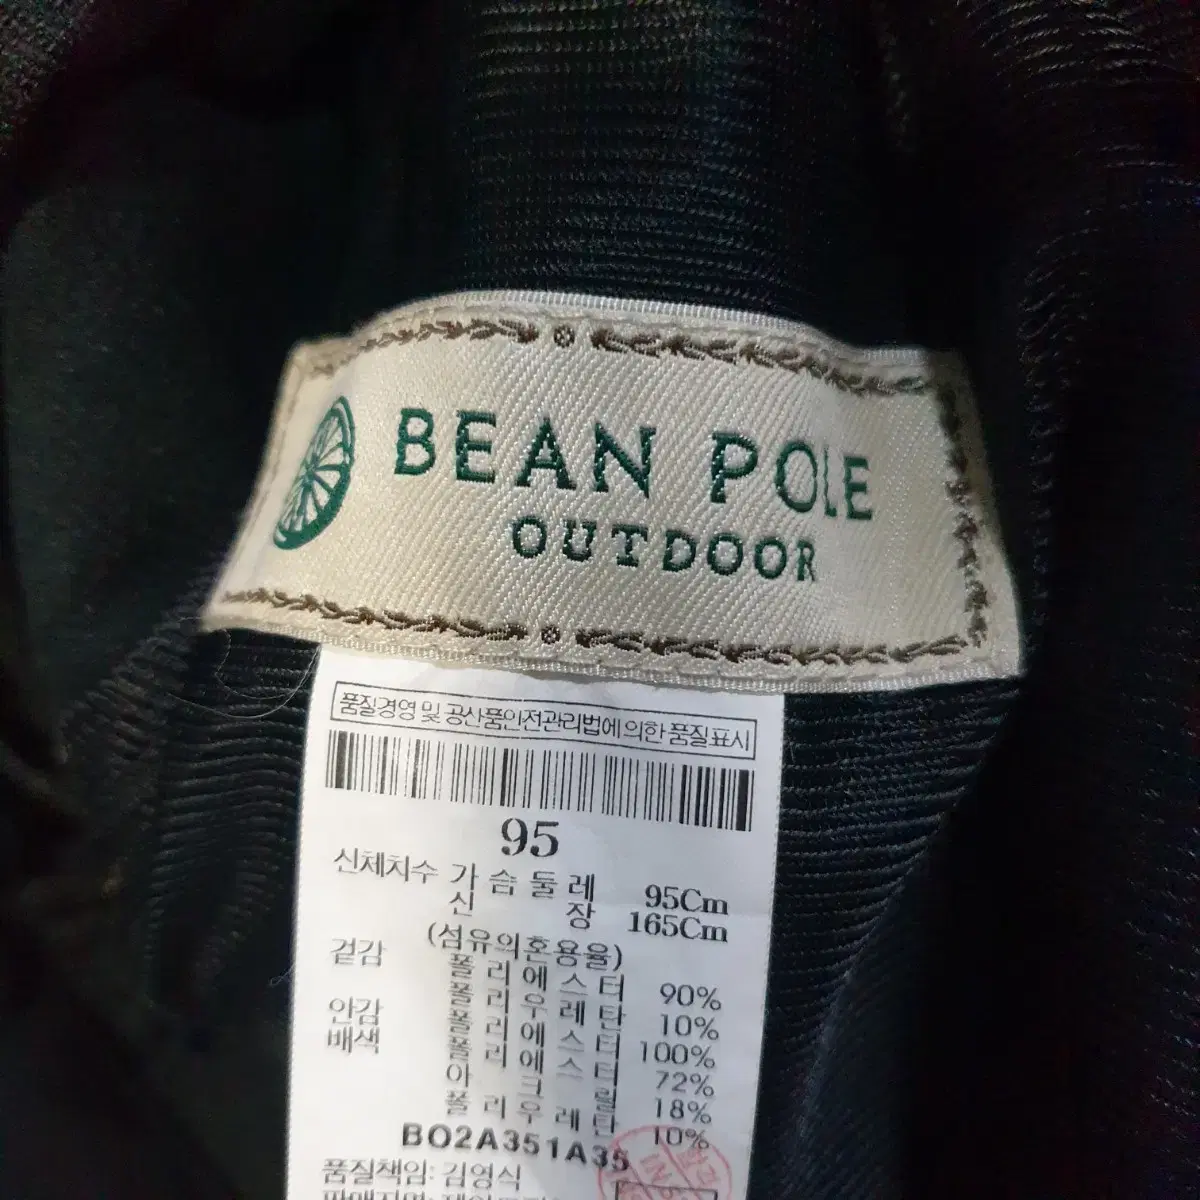 BEAN POLE
OUTDOOR
품질경영 및 공산품안전관리법에 의한 품질표시
95
신체치수 가슴둘레 95Cm
신장 165Cm
(섬유의혼용율)
겉감 폴리에스터 90%
폴리우레탄 10%
안감 폴리에스터 100%
배색 폴리에스터 72%
아크릴 18%
폴리우레탄 10%
BO2A351A35
품질책임: 김영식